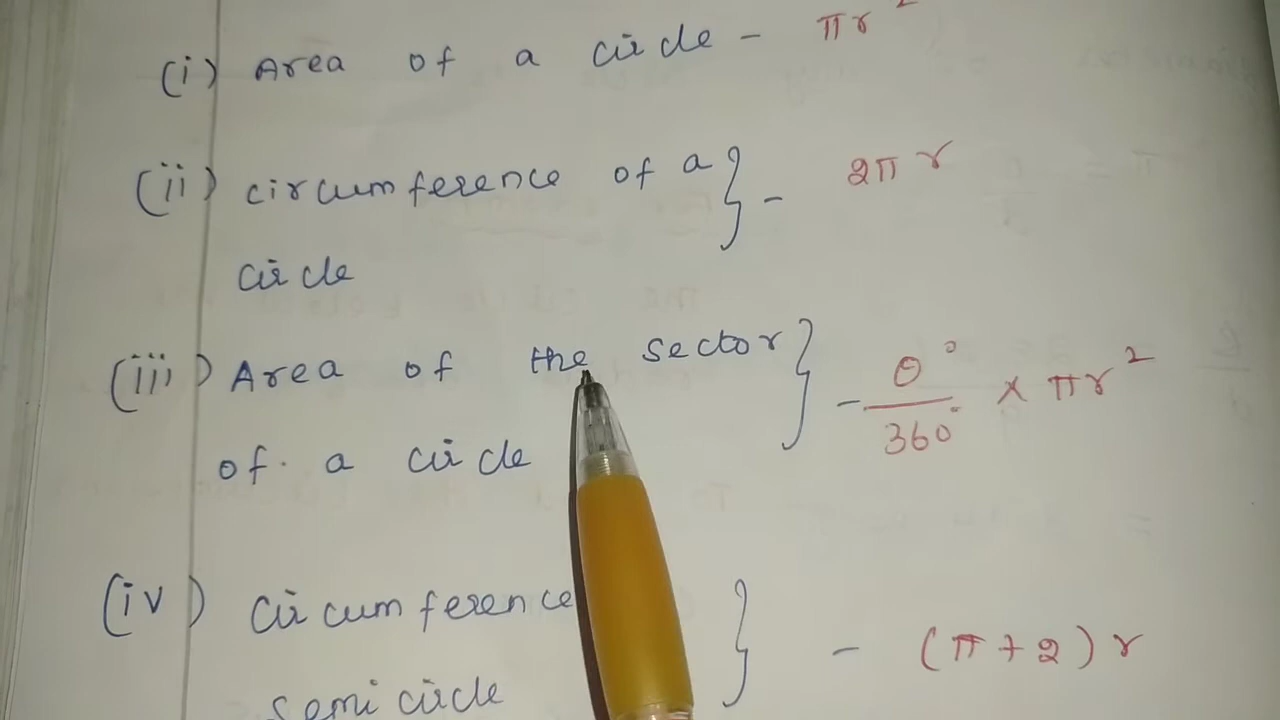 (i) Area of a circle - πr²
(ii) circumference of a } - 2πr
circle
(iii) Area of the sector } - θ°/360° × πr²
of a circle
(iv) Circumference } - (π+2)r
semi circle